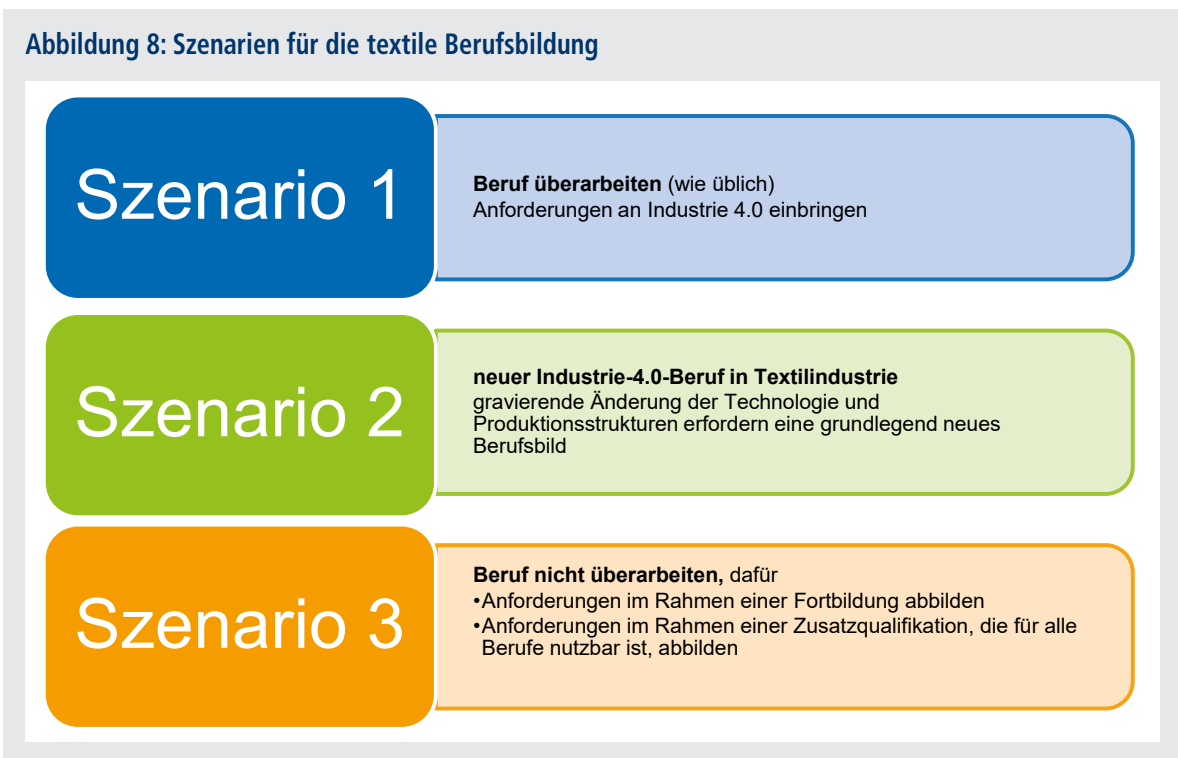 Abbildung 8: Szenarien für die textile Berufsbildung
Szenario 1
Beruf überarbeiten (wie üblich)
Anforderungen an Industrie 4.0 einbringen
Szenario 2
neuer Industrie-4.0-Beruf in Textilindustrie
gravierende Änderung der Technologie und
Produktionsstrukturen erfordern eine grundlegend neues
Berufsbild
Szenario 3
Beruf nicht überarbeiten, dafür
•Anforderungen im Rahmen einer Fortbildung abbilden
•Anforderungen im Rahmen einer Zusatzqualifikation, die für alle
Berufe nutzbar ist, abbilden